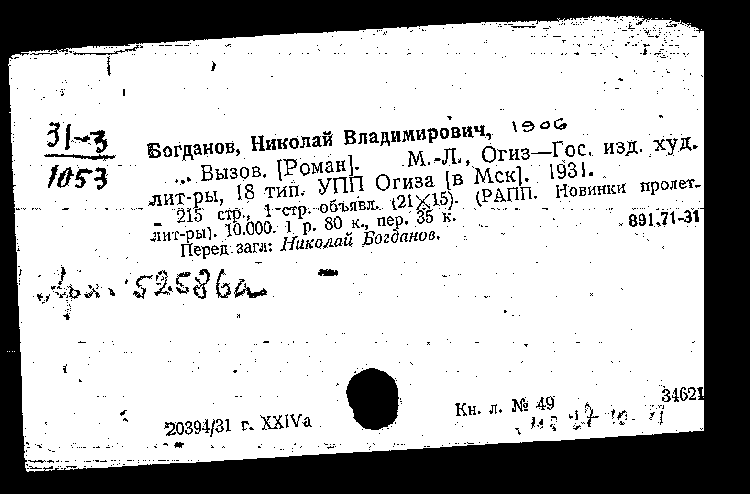 31-3
1053
Богданов, Николай Владимирович, 1906
... Вызов. [Роман]. М.-Л., Огиз—Гос. изд. худ.
лит-ры, 18 тип. УПП Огиза [в Мск]. 1931.
215 стр., 1 стр. объявл. (21×15). (РАПП. Новинки пролет.
лит-ры). 10.000. 1 р. 80 к., пер. 35 к.
891.71-31
Перед загл: Николай Богданов.
Арх. 52586а
20394/31 г. XXIVа
Кн. л. № 49
34621